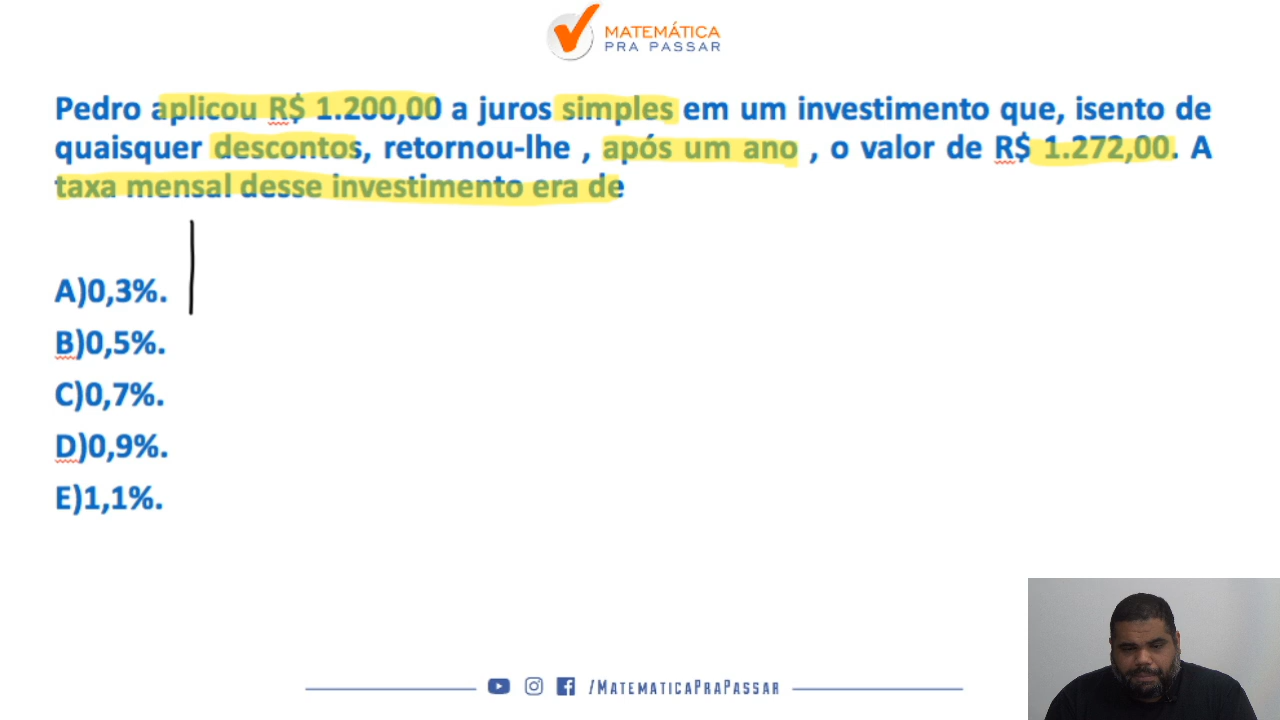 MATEMÁTICA
PRA PASSAR
Pedro aplicou R$ 1.200,00 a juros simples em um investimento que, isento de
quaisquer descontos, retornou-lhe , após um ano , o valor de R$ 1.272,00. A
taxa mensal desse investimento era de
A)0,3%.
B)0,5%.
C)0,7%.
D)0,9%.
E)1,1%.
/MATEMATICAPRAPASSAR